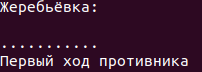 Жеребьёвка:
...........
Первый ход противника